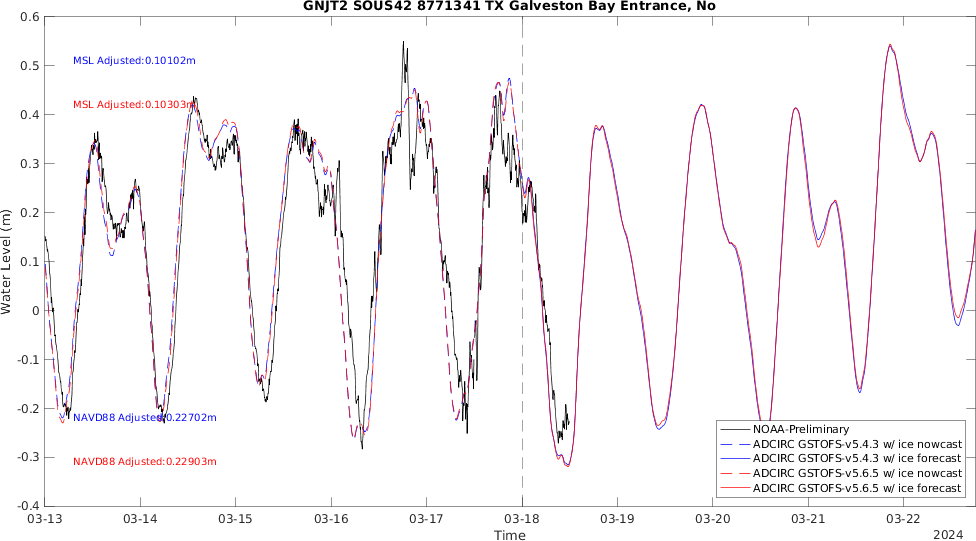 GNJT2 SOUS42 8771341 TX Galveston Bay Entrance, No
Water Level (m)
0.6
0.5
0.4
0.3
0.2
0.1
0
-0.1
-0.2
-0.3
-0.4
MSL Adjusted:0.10102m
MSL Adjusted:0.10303m
NAVD88 Adjusted:0.22702m
NAVD88 Adjusted:0.22903m
NOAA-Preliminary
ADCIRC GSTOFS-v5.4.3 w/ ice nowcast
ADCIRC GSTOFS-v5.4.3 w/ ice forecast
ADCIRC GSTOFS-v5.6.5 w/ ice nowcast
ADCIRC GSTOFS-v5.6.5 w/ ice forecast
03-13 03-14 03-15 03-16 03-17 03-18 03-19 03-20 03-21 03-22
Time
2024